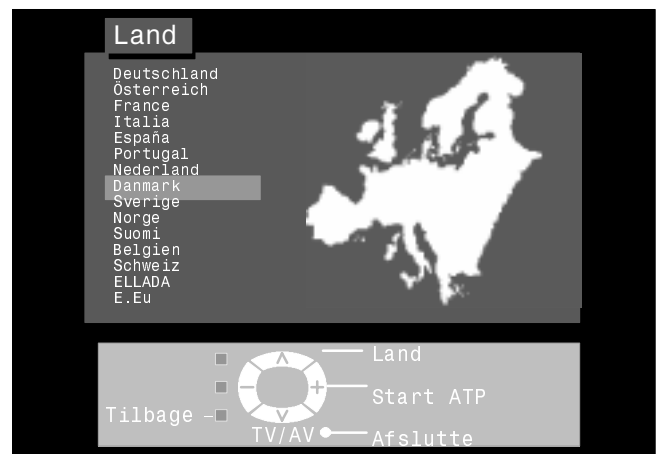 Land
Deutschland
Österreich
France
Italia
España
Portugal
Nederland
Danmark
Sverige
Norge
Suomi
Belgien
Schweiz
ELLADA
E.Eu
Land
Start ATP
Tilbage
TV/AV
Afslutte